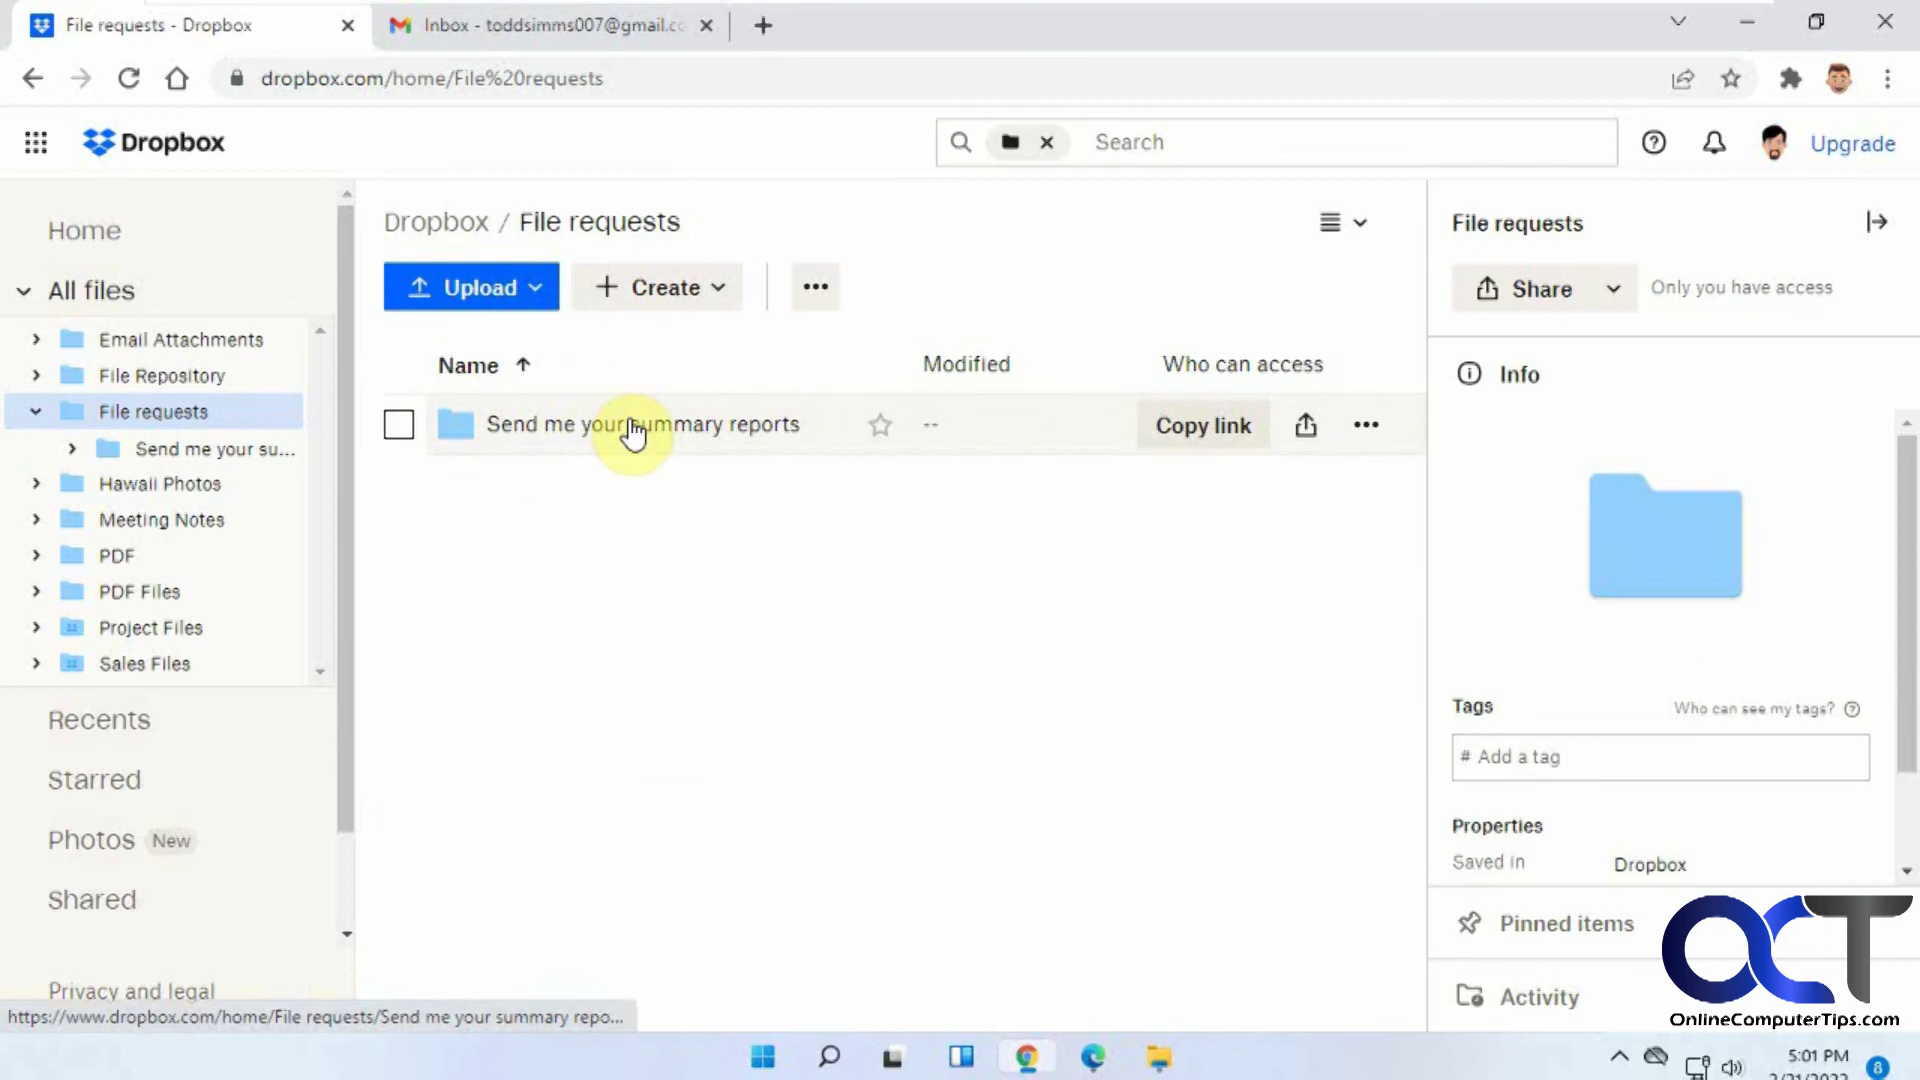 File requests - Dropbox
Inbox - toddsimms007@gmail.c
dropbox.com/home/File%20requests
Dropbox
Search
Upgrade
Home
All files
Email Attachments
File Repository
File requests
Send me your su...
Hawaii Photos
Meeting Notes
PDF
PDF Files
Project Files
Sales Files
Recents
Starred
Photos New
Shared
Privacy and legal
https://www.dropbox.com/home/File requests/Send me your summary repo...
Dropbox / File requests
Upload
Create
Name
Modified
Who can access
Send me your summary reports
--
Copy link
File requests
Share
Only you have access
Info
Tags
Who can see my tags?
# Add a tag
Properties
Saved in
Dropbox
Pinned items
Activity
OCT
OnlineComputerTips.com
5:01 PM
8